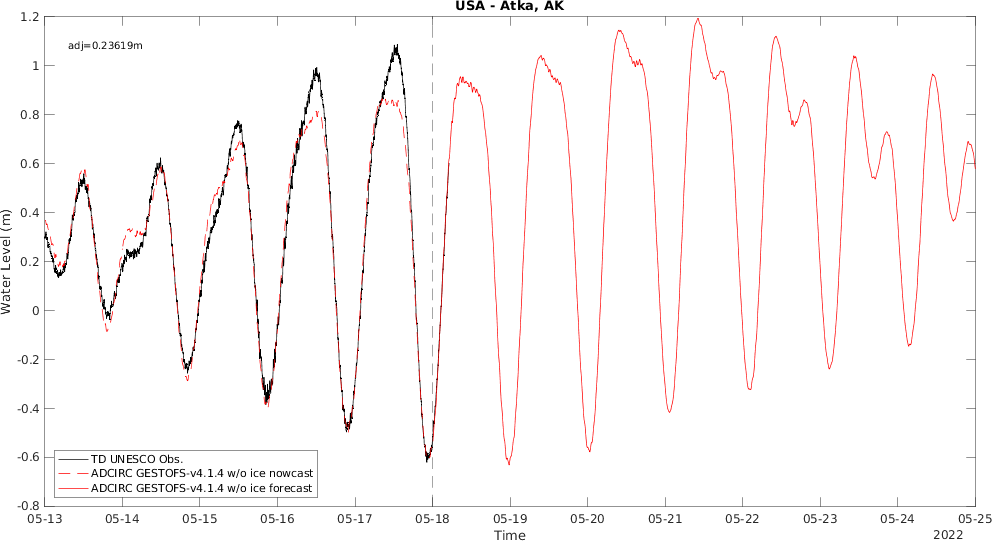 USA - Atka, AK
adj=0.23619m
1.2
1
0.8
0.6
0.4
0.2
0
-0.2
-0.4
-0.6
-0.8
Water Level (m)
TD UNESCO Obs.
ADCIRC GESTOFS-v4.1.4 w/o ice nowcast
ADCIRC GESTOFS-v4.1.4 w/o ice forecast
05-13 05-14 05-15 05-16 05-17 05-18 05-19 05-20 05-21 05-22 05-23 05-24 05-25
Time
2022